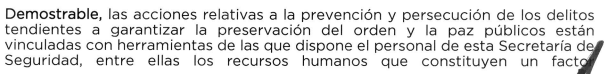 Demostrable, las acciones relativas a la prevención y persecución de los delitos
tendientes a garantizar la preservación del orden y la paz públicos están
vinculadas con herramientas de las que dispone el personal de esta Secretaría de
Seguridad, entre ellas los recursos humanos que constituyen un factor